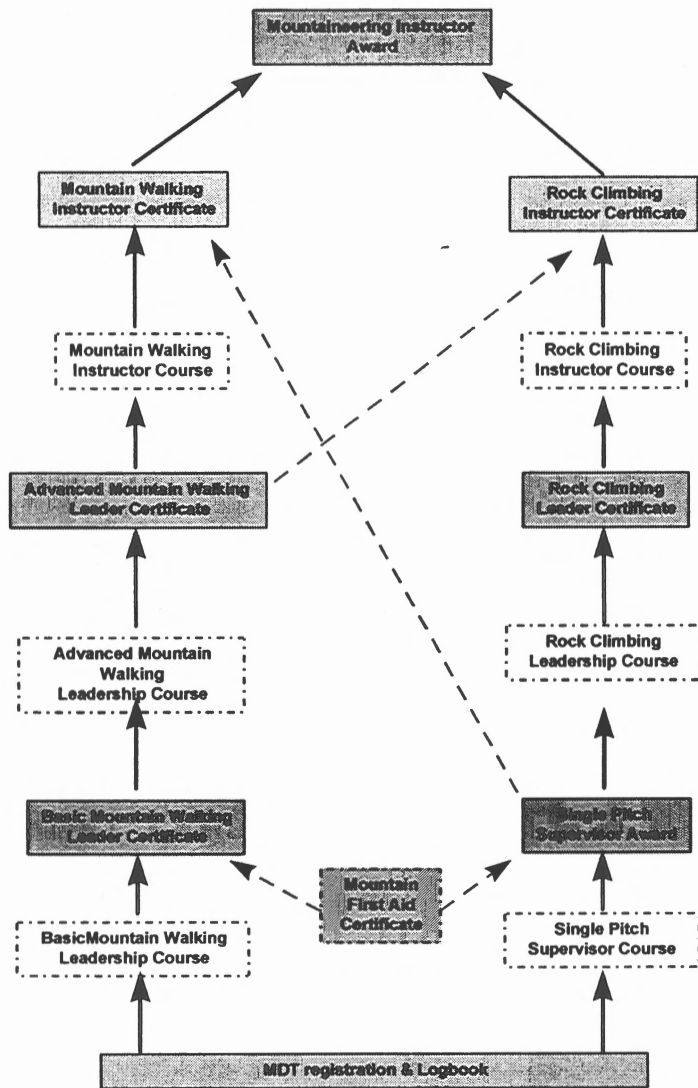 Mountaineering Instructor
Award
Mountain Walking
Instructor Certificate
Rock Climbing
Instructor Certificate
Mountain Walking
Instructor Course
Rock Climbing
Instructor Course
Advanced Mountain Walking
Leader Certificate
Rock Climbing
Leader Certificate
Advanced Mountain
Walking
Leadership Course
Rock Climbing
Leadership Course
Basic Mountain Walking
Leader Certificate
Single Pitch
Supervisor Award
Mountain
First Aid
Certificate
BasicMountain Walking
Leadership Course
Single Pitch
Supervisor Course
MDT registration & Logbook